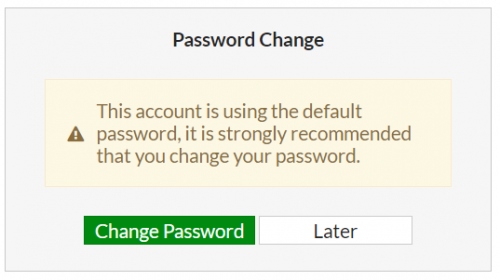 Password Change
This account is using the default
password, it is strongly recommended
that you change your password.
Change Password
Later